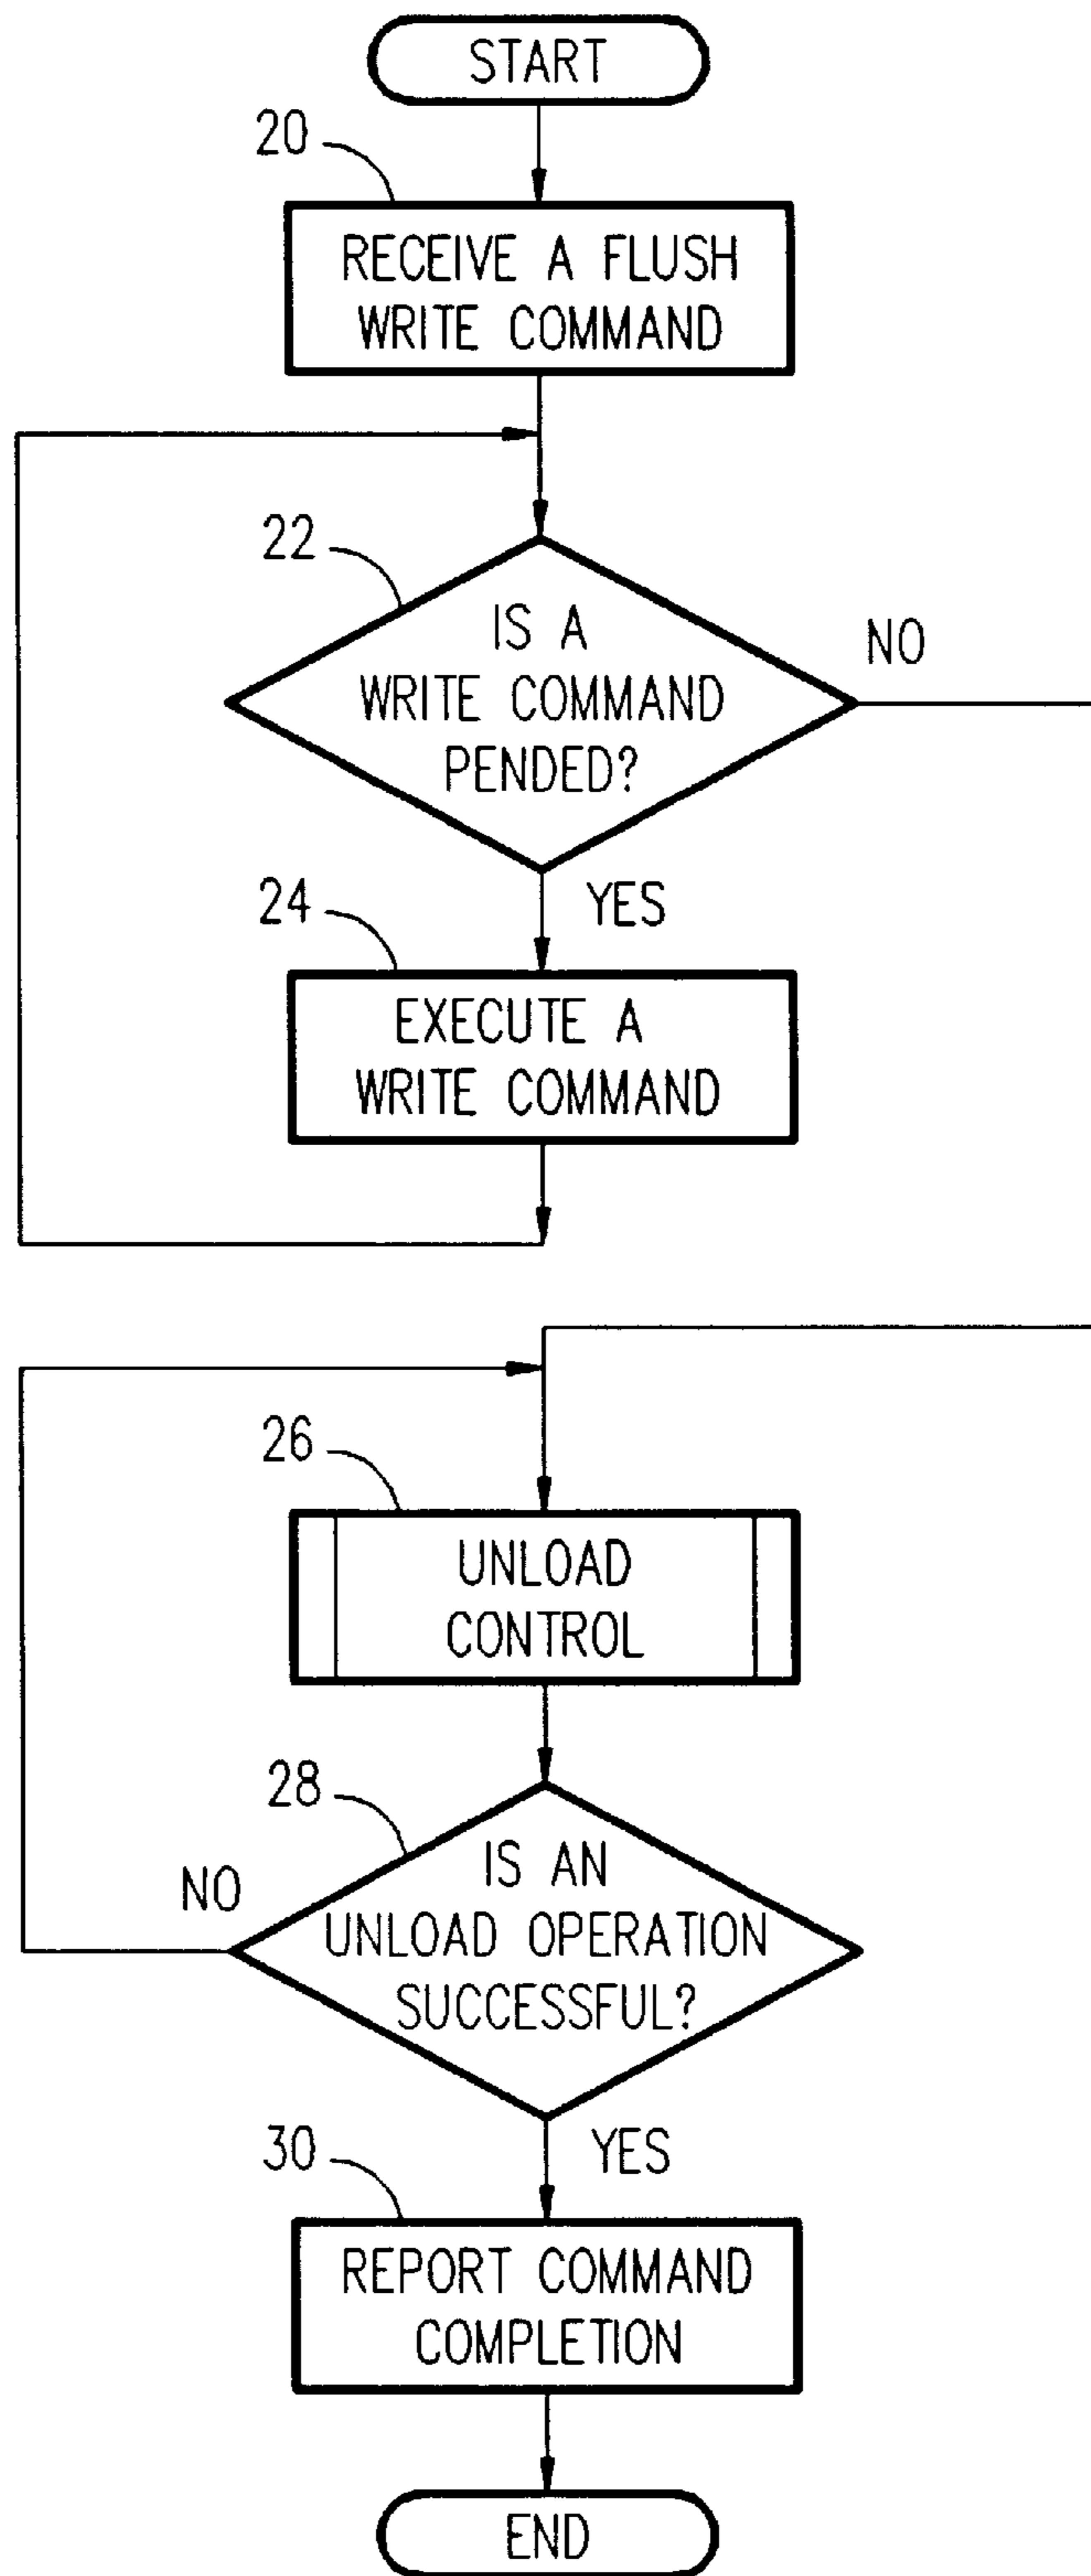 START
20
RECEIVE A FLUSH
WRITE COMMAND
22
IS A
WRITE COMMAND
PENDED?
NO
YES
24
EXECUTE A
WRITE COMMAND
26
UNLOAD
CONTROL
28
IS AN
UNLOAD OPERATION
SUCCESSFUL?
NO
YES
30
REPORT COMMAND
COMPLETION
END